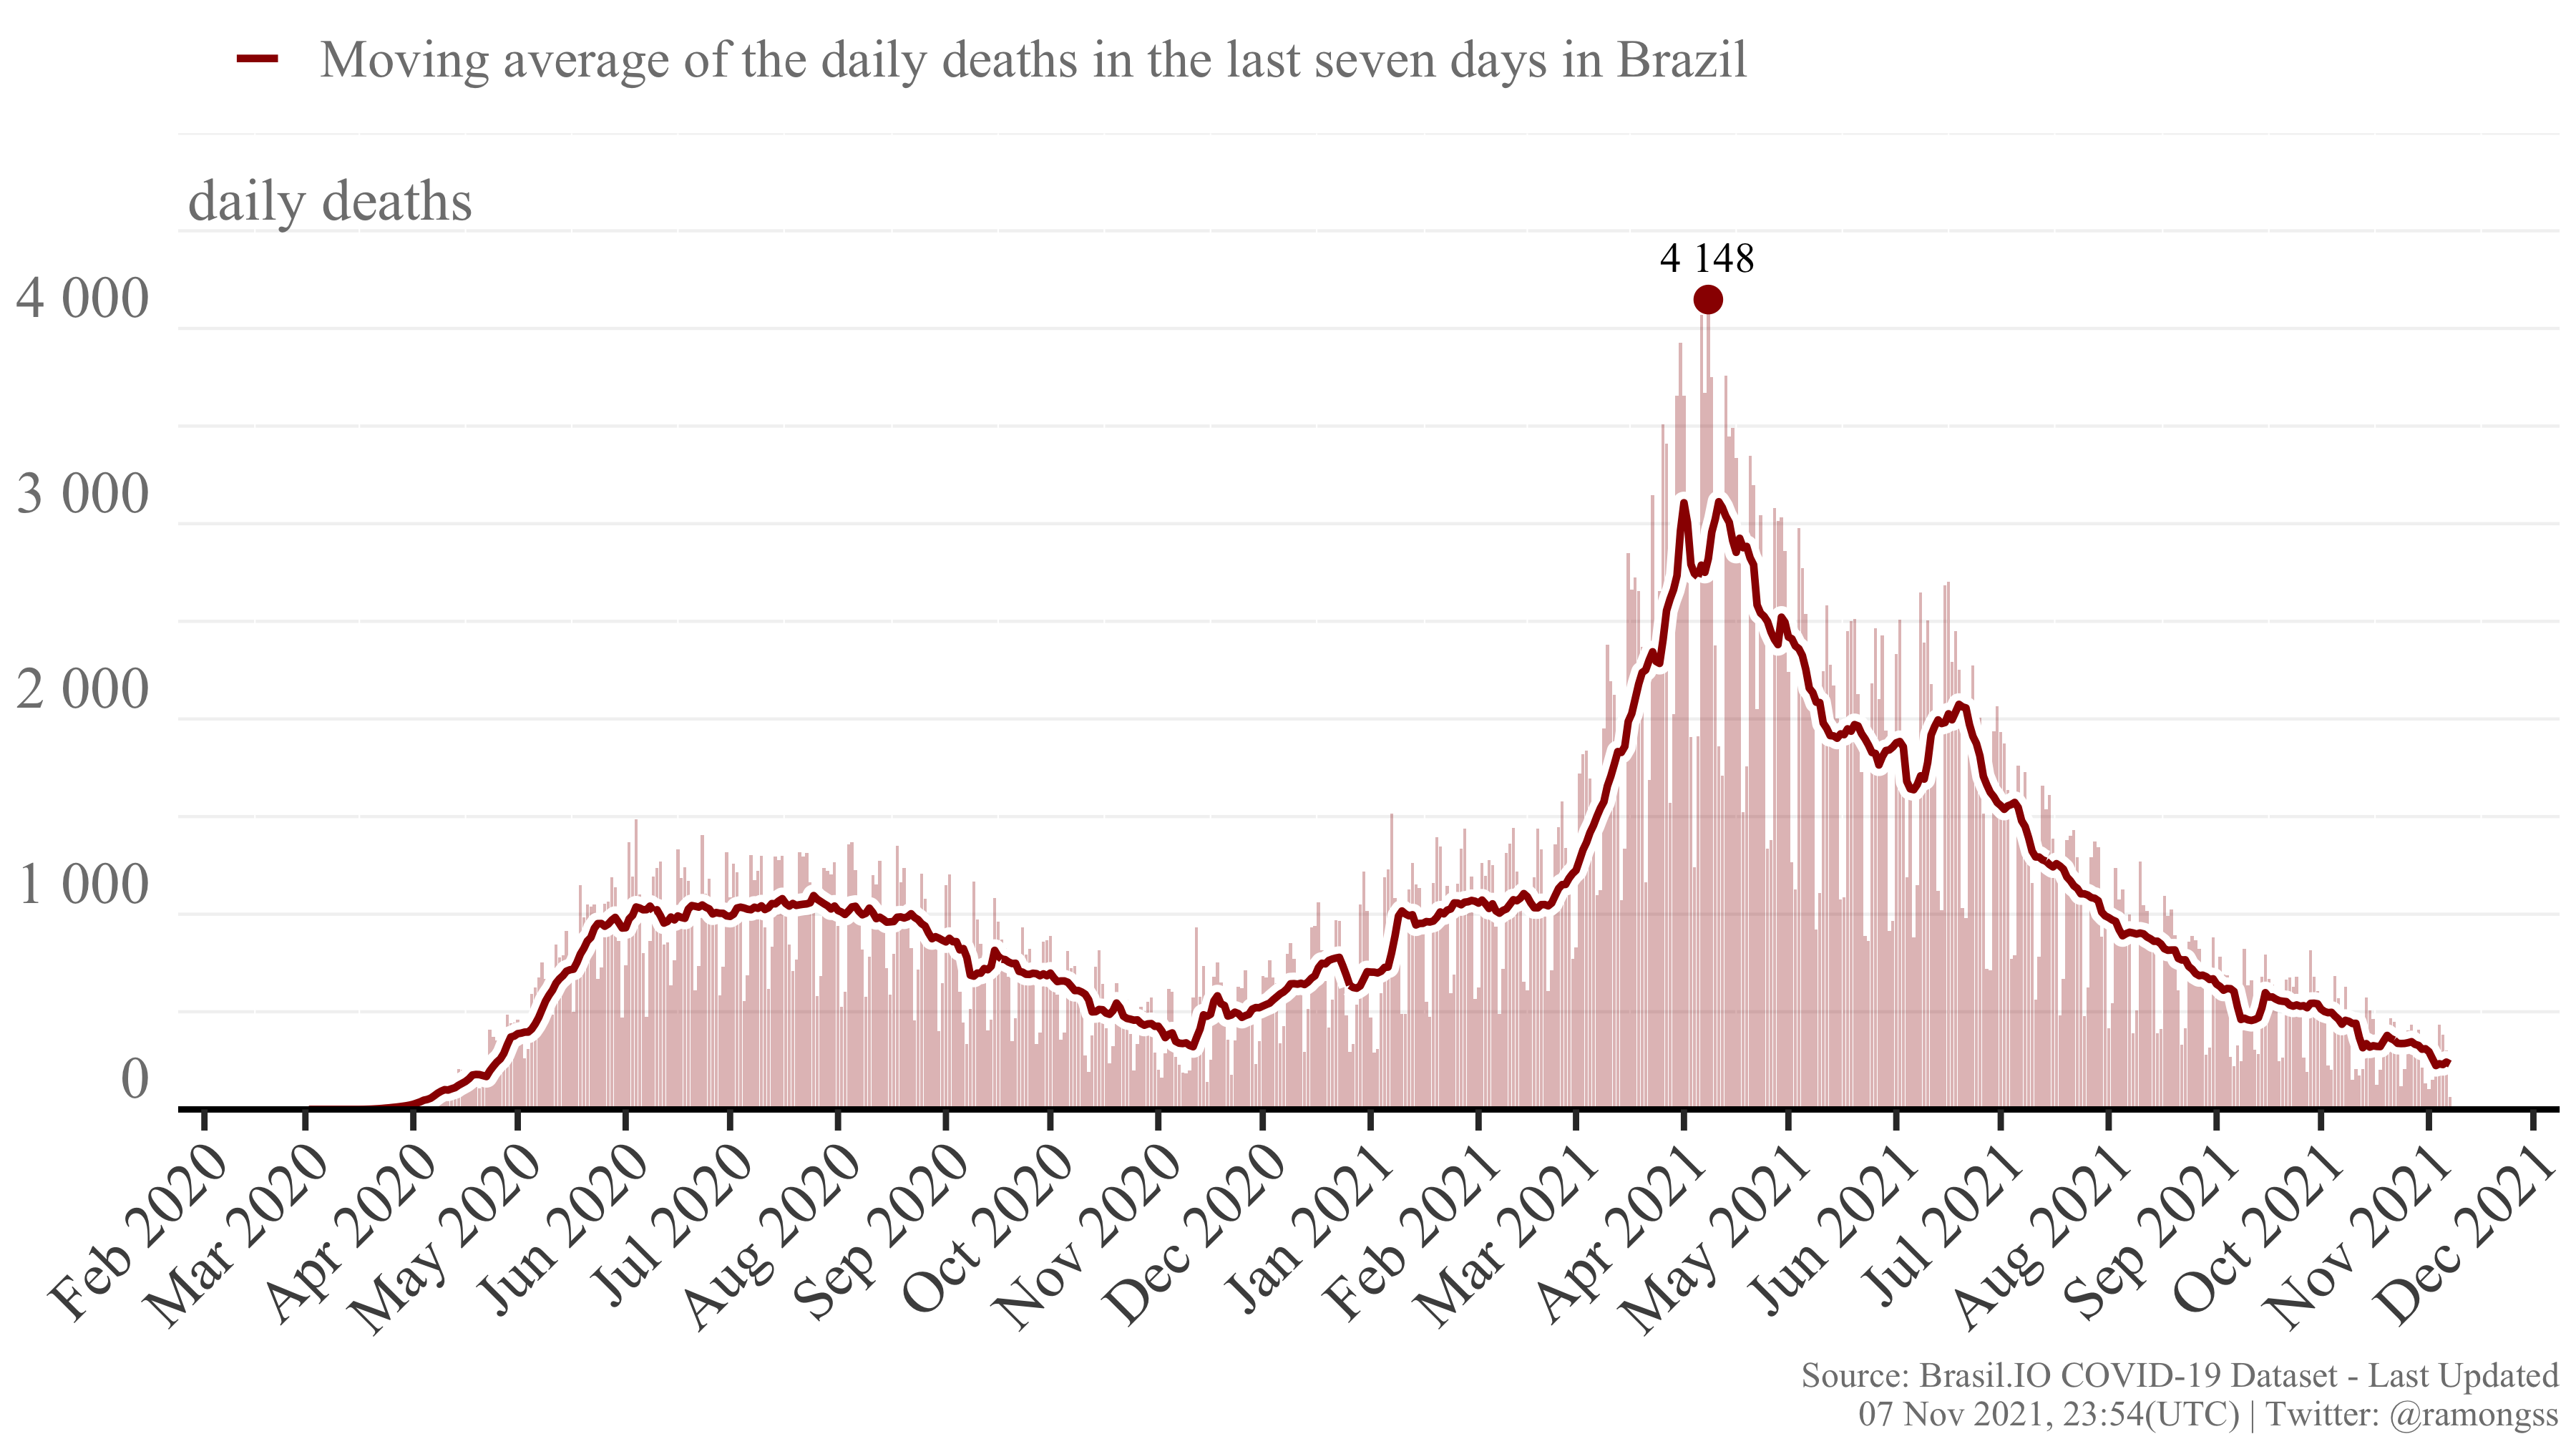 Moving average of the daily deaths in the last seven days in Brazil
daily deaths
4 148
4 000
3 000
2 000
1 000
0
Feb 2020
Mar 2020
Apr 2020
May 2020
Jun 2020
Jul 2020
Aug 2020
Sep 2020
Oct 2020
Nov 2020
Dec 2020
Jan 2021
Feb 2021
Mar 2021
Apr 2021
May 2021
Jun 2021
Jul 2021
Aug 2021
Sep 2021
Oct 2021
Nov 2021
Dec 2021
Source: Brasil.IO COVID-19 Dataset - Last Updated
07 Nov 2021, 23:54(UTC) | Twitter: @ramongss